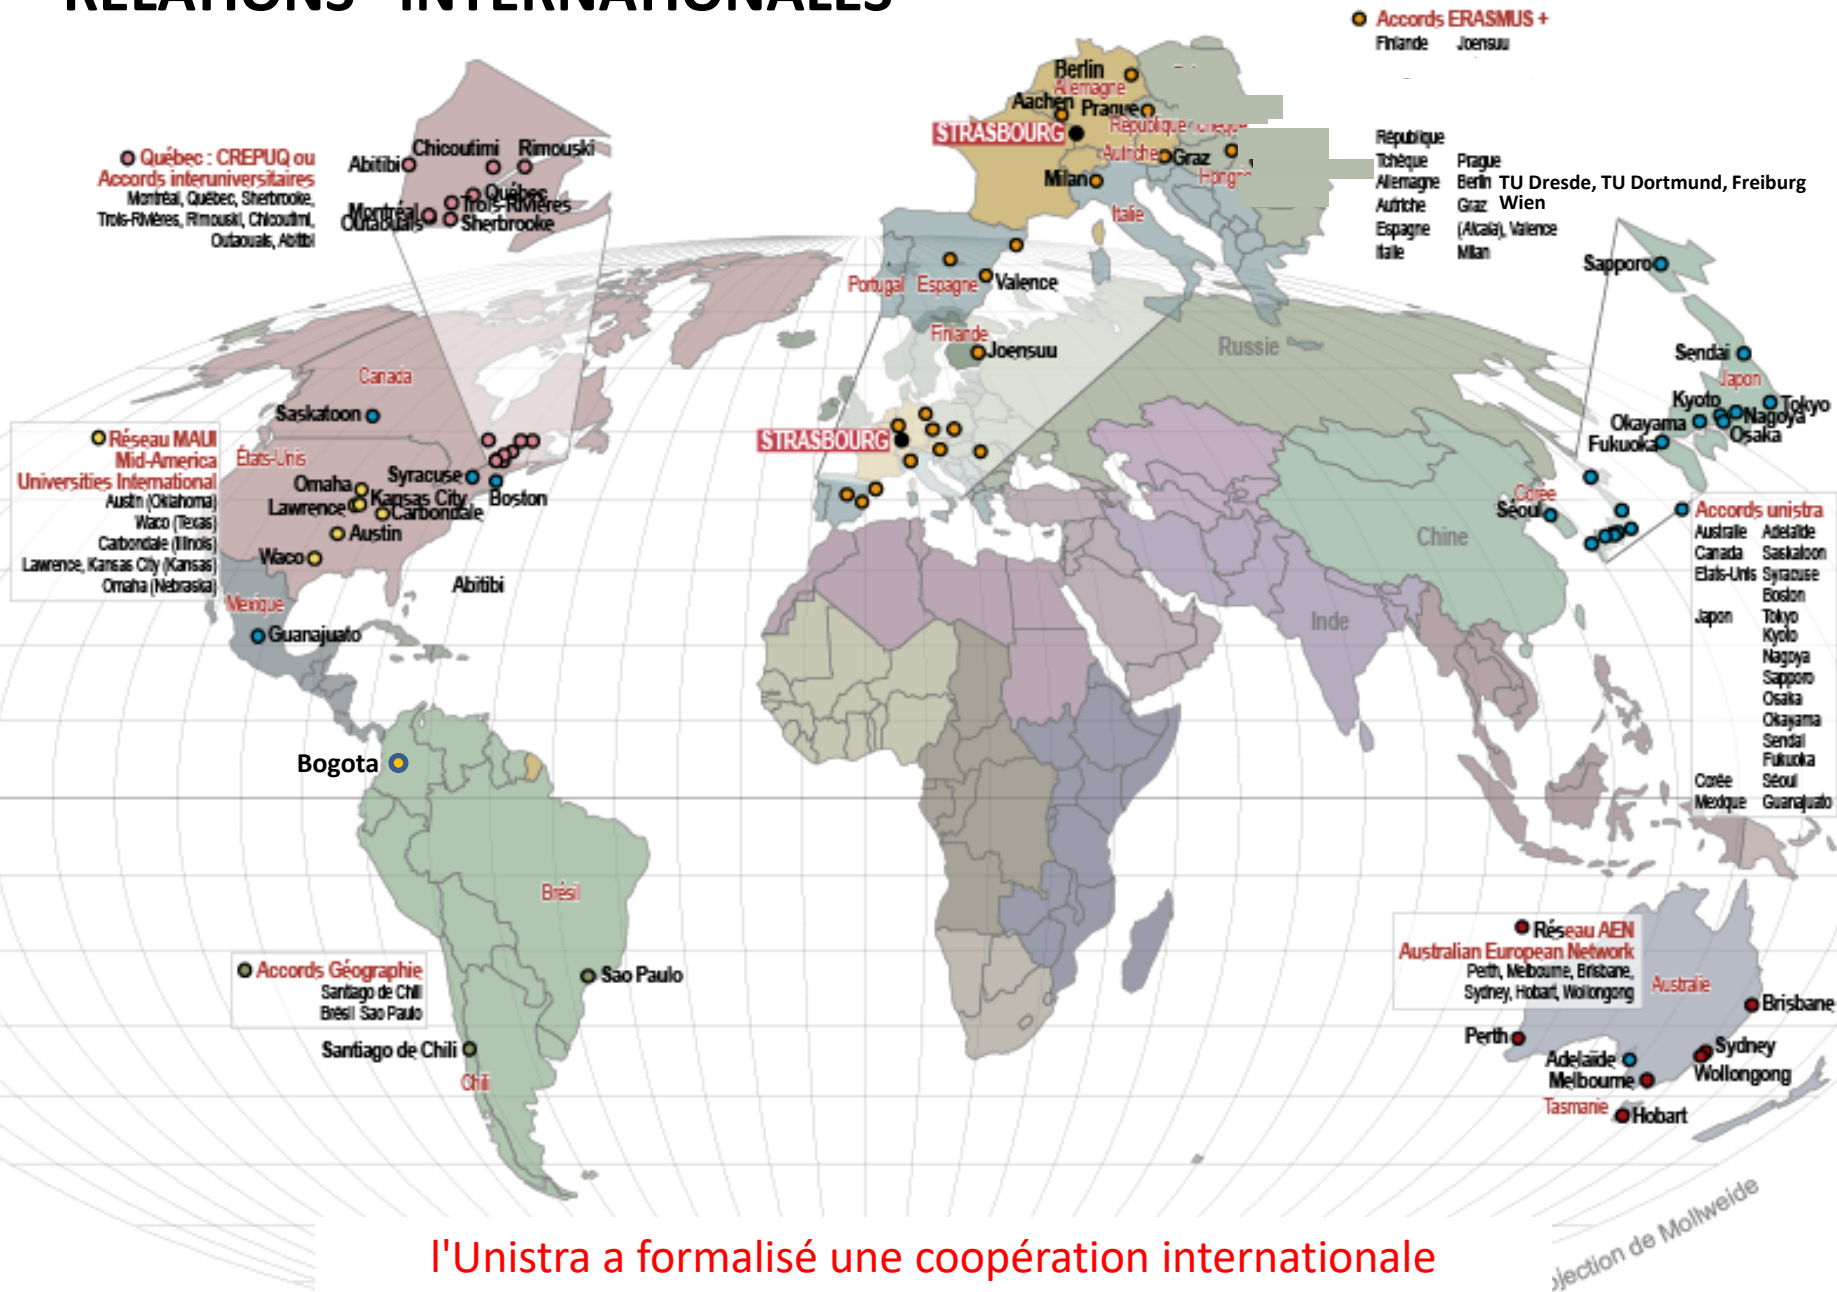 RELATIONS INTERNATIONALES
Accords ERASMUS +
Finlande Joensuu
République
Tchèque Prague
Allemagne Berlin TU Dresde, TU Dortmund, Freiburg
Autriche Graz Wien
Espagne (Alcala), Valence
Italie Milan
Berlin
Allemagne
Aachen
Prague
STRASBOURG
République Tchèque
Autriche
Graz
Milan
Hongrie
Italie
Portugal
Espagne
Valence
Finlande
Joensuu
Québec : CREPUQ ou
Accords interuniversitaires
Montréal, Québec, Sherbrooke,
Trois-Rivières, Rimouski, Chicoutimi,
Outaouais, Abitibi
Chicoutimi
Rimouski
Abitibi
Québec
Trois-Rivières
Montréal
Outaouais
Sherbrooke
Russie
Sapporo
Sendai
Japon
Kyoto
Tokyo
Nagoya
Okayama
Osaka
Fukuoka
Canada
Saskatoon
STRASBOURG
Réseau MAUI
Mid-America
Universities International
Austin (Oklahoma)
Waco (Texas)
Carbondale (Illinois)
Lawrence, Kansas City (Kansas)
Omaha (Nebraska)
États-Unis
Syracuse
Boston
Omaha
Kansas City
Lawrence
Carbondale
Austin
Waco
Abitibi
Mexique
Guanajuato
Corée
Séoul
Chine
Inde
Accords unistra
Australie Adelaïde
Canada Saskatoon
Etats-Unis Syracuse
Boston
Japon Tokyo
Kyoto
Nagoya
Sapporo
Osaka
Okayama
Sendai
Fukuoka
Corée Séoul
Mexique Guanajuato
Bogota
Brésil
Accords Géographie
Santiago de Chili
Brésil Sao Paulo
Sao Paulo
Santiago de Chili
Chili
Réseau AEN
Australian European Network
Perth, Melbourne, Brisbane,
Sydney, Hobart, Wollongong
Australie
Brisbane
Perth
Sydney
Adelaïde
Wollongong
Melbourne
Tasmanie
Hobart
jection de Mollweide
l'Unistra a formalisé une coopération internationale